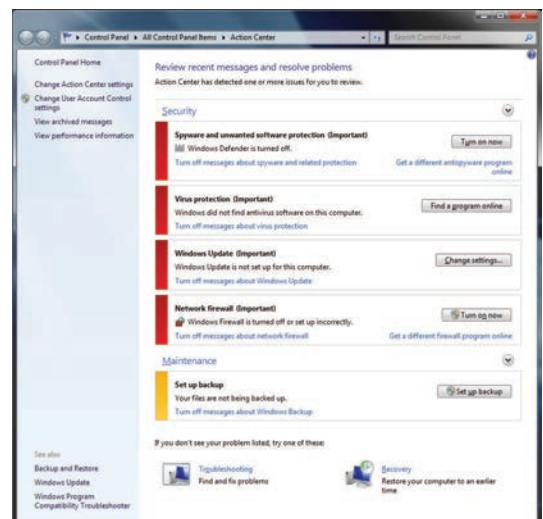 Control Panel ▸ All Control Panel Items ▸ Action Center
Search Control Panel
Control Panel Home
Change Action Center settings
Change User Account Control
settings
View archived messages
View performance information
Review recent messages and resolve problems
Action Center has detected one or more issues for you to review.
Security
Spyware and unwanted software protection (Important)
Windows Defender is turned off.
Turn off messages about spyware and related protection
Turn on now
Get a different antispyware program
online
Virus protection (Important)
Windows did not find antivirus software on this computer.
Turn off messages about virus protection
Find a program online
Windows Update (Important)
Windows Update is not set up for this computer.
Turn off messages about Windows Update
Change settings...
Network firewall (Important)
Windows Firewall is turned off or set up incorrectly.
Turn off messages about network firewall
Turn on now
Get a different firewall program online
Maintenance
Set up backup
Your files are not being backed up.
Turn off messages about Windows Backup
Set up backup
If you don't see your problem listed, try one of these:
Troubleshooting
Find and fix problems
Recovery
Restore your computer to an earlier
time
See also
Backup and Restore
Windows Update
Windows Program
Compatibility Troubleshooter